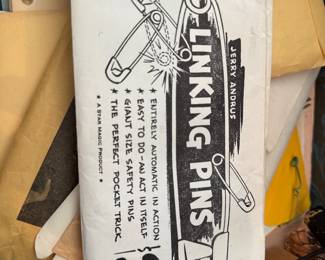 JERRY ANDRUS
LINKING PINS
★ ENTIRELY AUTOMATIC IN ACTION
★ EASY TO DO - AN ACT IN ITSELF
★ GIANT SIZE SAFETY PINS
★ THE PERFECT POCKET TRICK
★ A STAR MAGIC PRODUCT ★